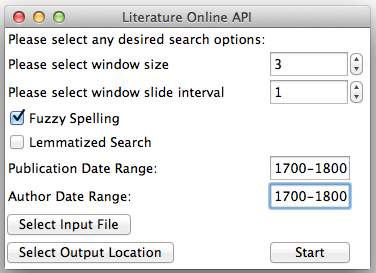 Literature Online API
Please select any desired search options:
Please select window size 3
Please select window slide interval 1
Fuzzy Spelling
Lemmatized Search
Publication Date Range: 1700-1800
Author Date Range: 1700-1800
Select Input File
Select Output Location Start